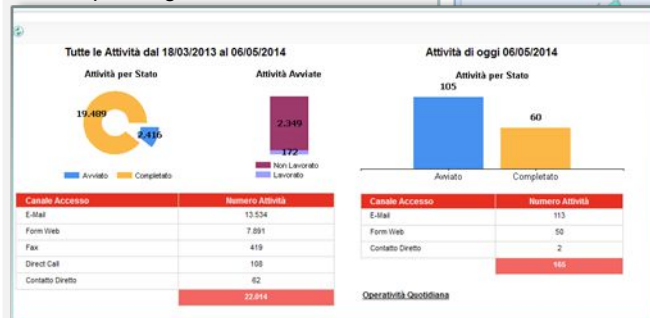 Tutte le Attività dal 18/03/2013 al 06/05/2014
Attività per Stato
Attività Avviate
19.489
2.416
Avviato
Completato
2.349
172
Non Lavorato
Lavorato
Canale Accesso Numero Attività
E-Mail 13.534
Form Web 7.891
Fax 419
Direct Call 108
Contatto Diretto 62
22.014
Attività di oggi 06/05/2014
Attività per Stato
105
60
Avviato
Completato
Canale Accesso Numero Attività
E-Mail 113
Form Web 50
Contatto Diretto 2
165
Operatività Quotidiana